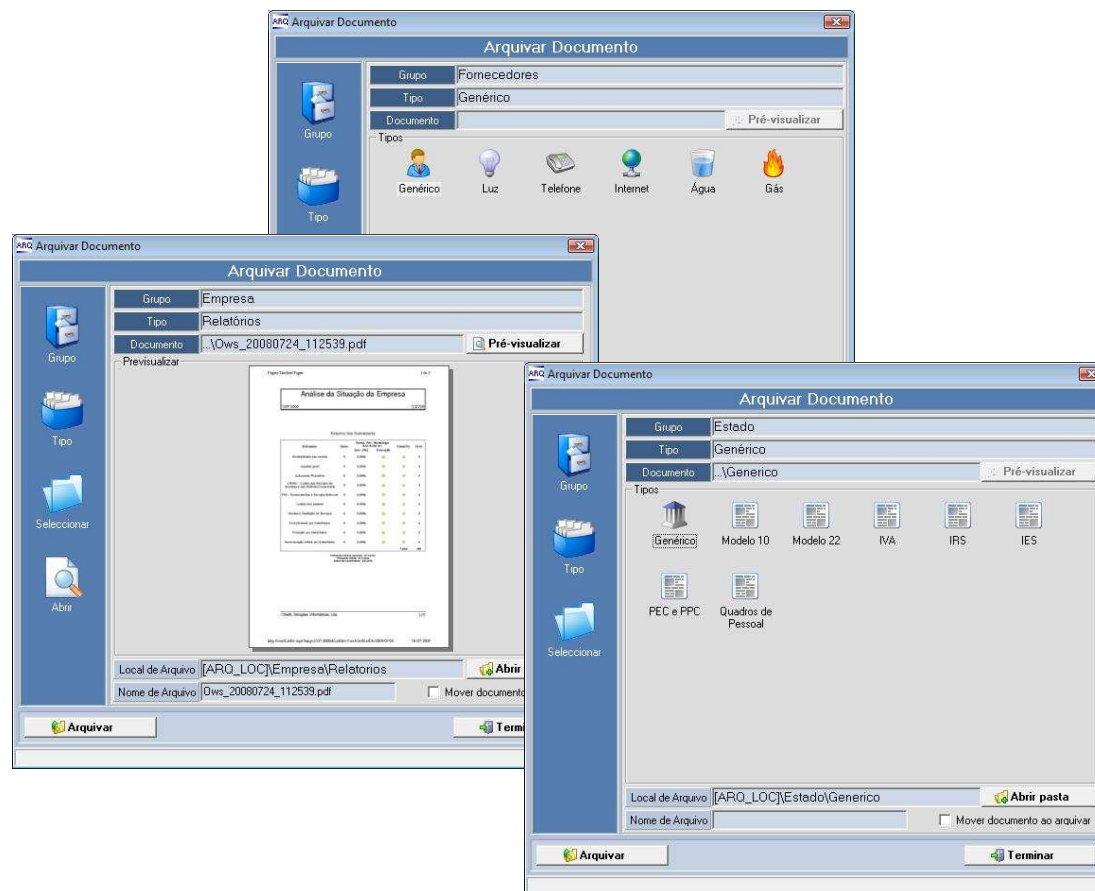 ARQ Arquivar Documento
Arquivar Documento
Grupo Fornecedores
Tipo Genérico
Documento Pré-visualizar
Tipos
Grupo
Tipo
Genérico Luz Telefone Internet Água Gás
ARQ Arquivar Documento
Arquivar Documento
Grupo Empresa
Tipo Relatórios
Documento ...\Ows_20080724_112539.pdf Pré-visualizar
Previsualizar
Grupo
Tipo
Seleccionar
Abrir
Análise da Situação da Empresa
Local de Arquivo [ARQ_LOC]\Empresa\Relatorios Abrir
Nome de Arquivo Ows_20080724_112539.pdf Mover documento
Arquivar Termi
ARQ Arquivar Documento
Arquivar Documento
Grupo Estado
Tipo Genérico
Documento ...\Generico Pré-visualizar
Tipos
Grupo
Tipo
Seleccionar
Genérico Modelo 10 Modelo 22 IVA IRS IES
PEC e PPC Quadros de
Pessoal
Local de Arquivo [ARQ_LOC]\Estado\Generico Abrir pasta
Nome de Arquivo Mover documento ao arquivar
Arquivar Terminar